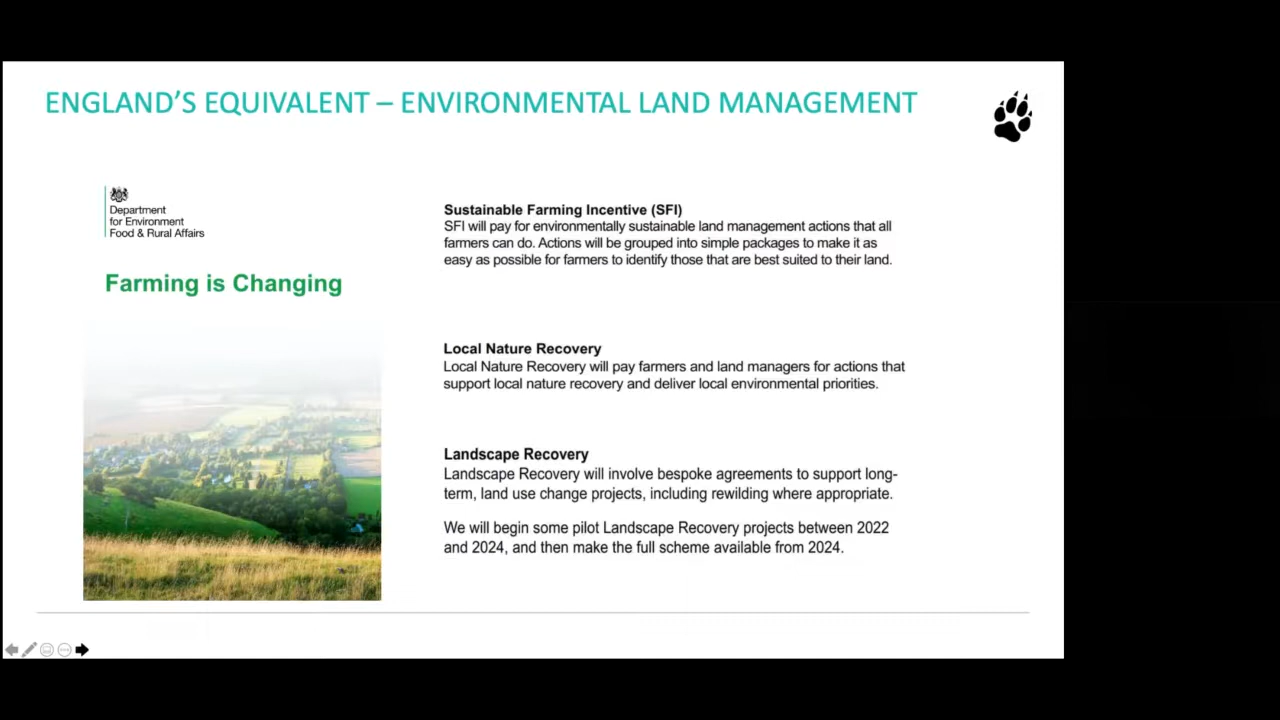 ENGLAND’S EQUIVALENT – ENVIRONMENTAL LAND MANAGEMENT
Department
for Environment
Food & Rural Affairs
Farming is Changing
Sustainable Farming Incentive (SFI)
SFI will pay for environmentally sustainable land management actions that all
farmers can do. Actions will be grouped into simple packages to make it as
easy as possible for farmers to identify those that are best suited to their land.
Local Nature Recovery
Local Nature Recovery will pay farmers and land managers for actions that
support local nature recovery and deliver local environmental priorities.
Landscape Recovery
Landscape Recovery will involve bespoke agreements to support long-
term, land use change projects, including rewilding where appropriate.
We will begin some pilot Landscape Recovery projects between 2022
and 2024, and then make the full scheme available from 2024.